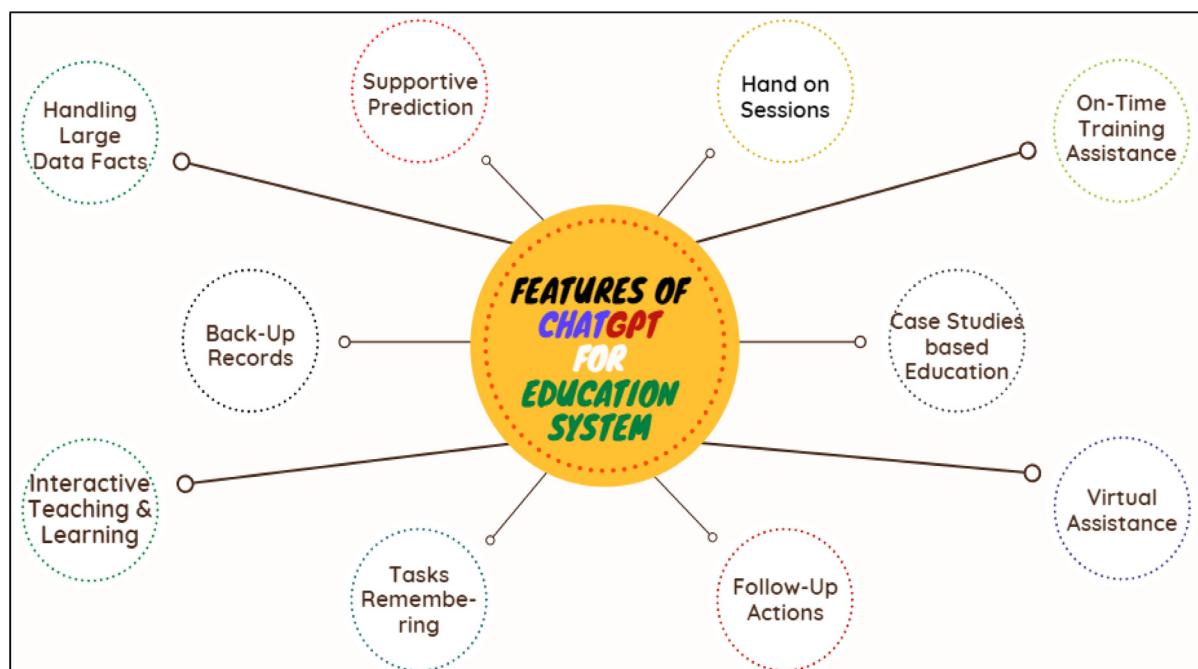 Handling
Large
Data Facts
Supportive
Prediction
Hand on
Sessions
On-Time
Training
Assistance
Back-Up
Records
FEATURES OF
CHATGPT
FOR
EDUCATION
SYSTEM
Case Studies
based
Education
Interactive
Teaching &
Learning
Tasks
Remembe-
ring
Follow-Up
Actions
Virtual
Assistance